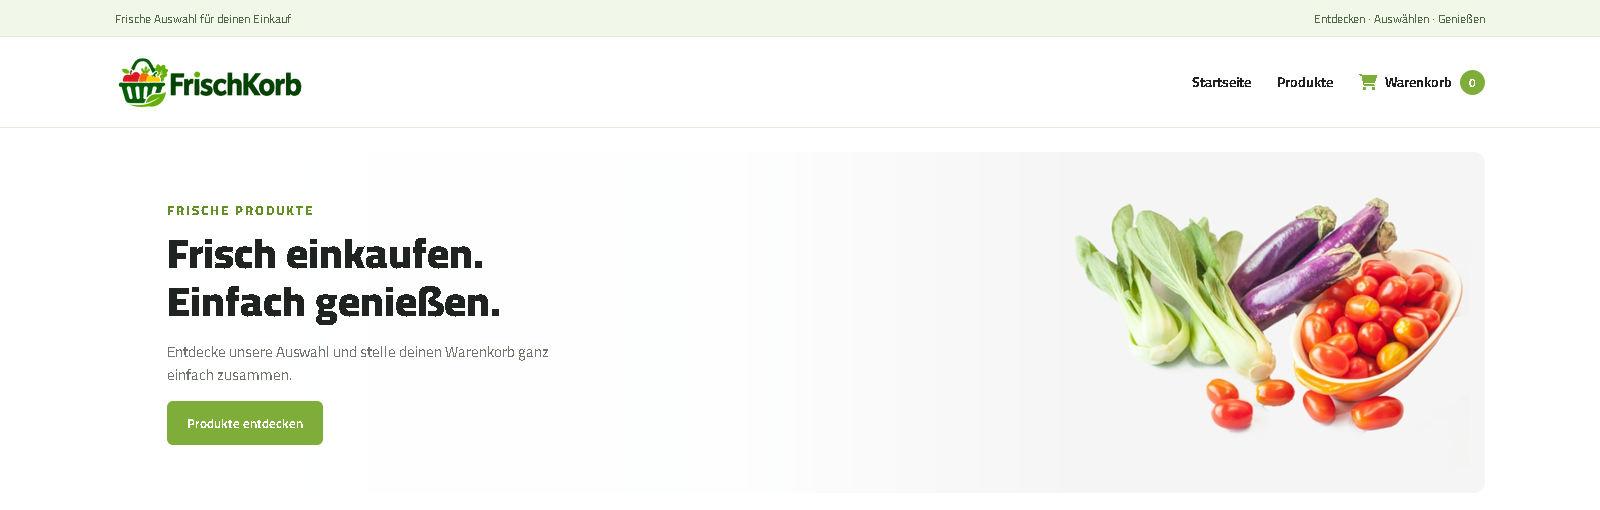 Frische Auswahl für deinen Einkauf
Entdecken · Auswählen · Genießen
FrischKorb
Startseite
Produkte
Warenkorb
0
FRISCHE PRODUKTE
Frisch einkaufen.
Einfach genießen.
Entdecke unsere Auswahl und stelle deinen Warenkorb ganz
einfach zusammen.
Produkte entdecken